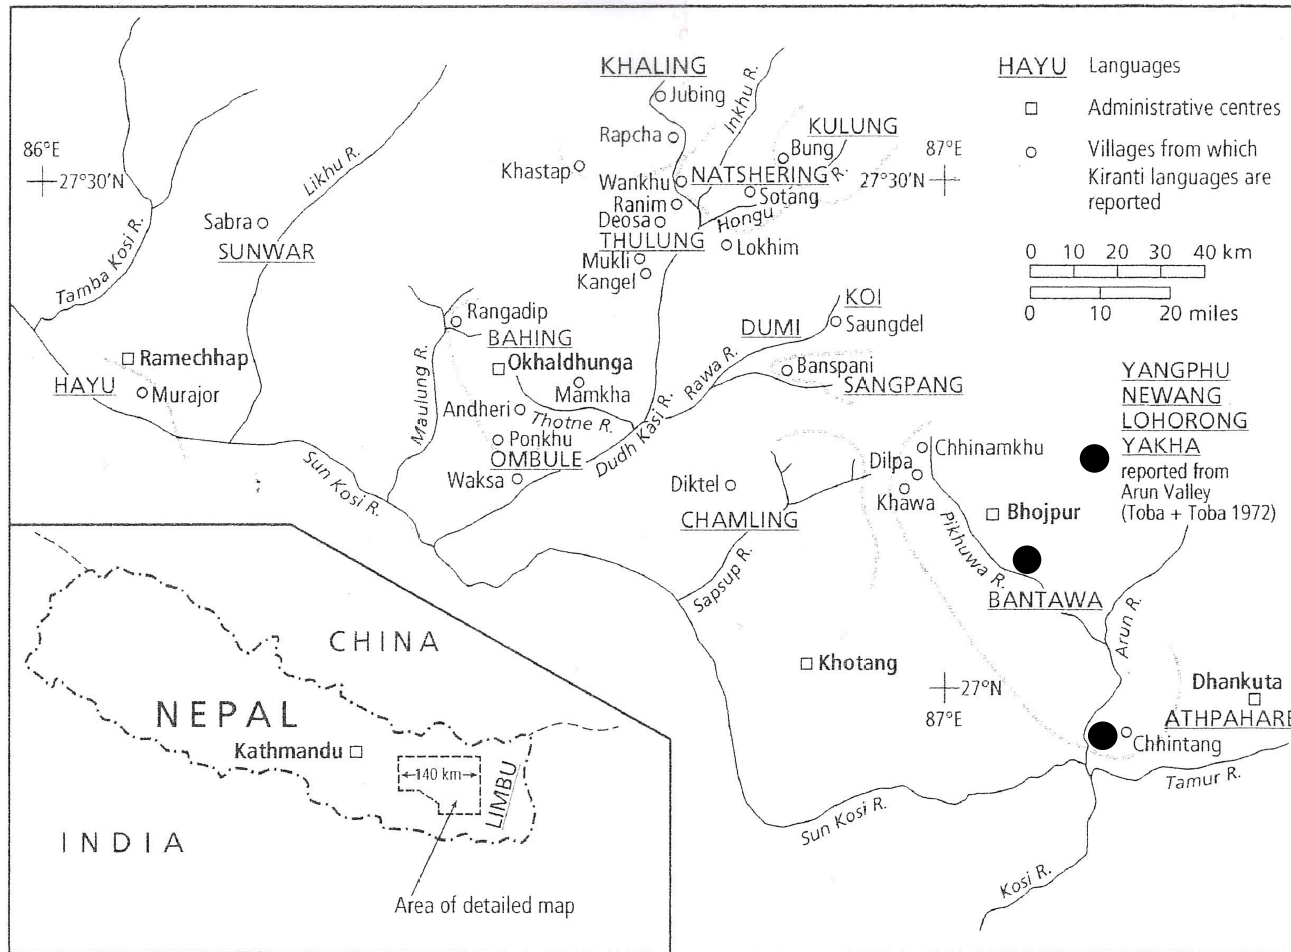 KHALING
Jubing
Inkhu R.
Rapcha
KULUNG
Bung
86°E
27°30'N
Likhu R.
Khastap
Wankhu
NATSHERING
R.
87°E
27°30'N
Ranim
Sotang
Sabra
Deosa
Hongu
SUNWAR
THULUNG
Lokhim
Tamba Kosi R.
Mukli
Kangel
KOI
Rangadip
DUMI
Saungdel
BAHING
Ramechhap
Okhaldhunga
Rawa R.
Banspani
HAYU
Murajor
Maulung R.
Mamkha
SANGPANG
Andheri
Thotne R.
Dudh Kasi R.
Ponkhu
OMBULE
Sun Kosi R.
Waksa
Diktel
Chhinamkhu
Dilpa
Khawa
CHAMLING
Bhojpur
Pikhuwa R.
Sapsup R.
BANTAWA
Arun R.
Khotang
27°N
87°E
Dhankuta
ATHPAHARE
Chhintang
Tamur R.
Sun Kosi R.
Kosi R.
HAYU Languages
Administrative centres
Villages from which
Kiranti languages are
reported
0 10 20 30 40 km
0 10 20 miles
YANGPHU
NEWANG
LOHORONG
YAKHA
reported from
Arun Valley
(Toba + Toba 1972)
CHINA
NEPAL
Kathmandu
140 km
LIMBU
INDIA
Area of detailed map